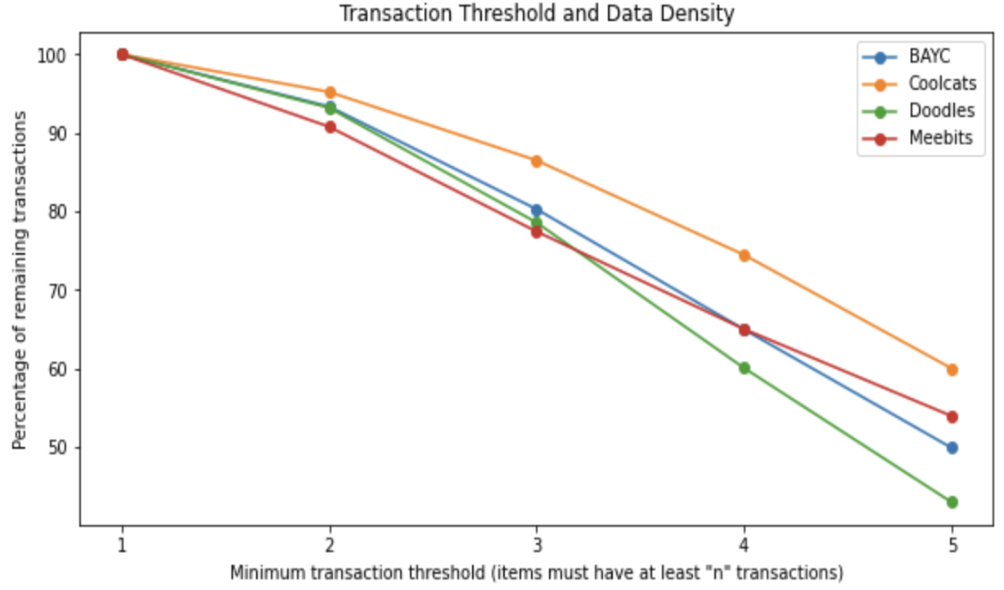 Transaction Threshold and Data Density
Percentage of remaining transactions
100
90
80
70
60
50
BAYC
Coolcats
Doodles
Meebits
1 2 3 4 5
Minimum transaction threshold (items must have at least "n" transactions)